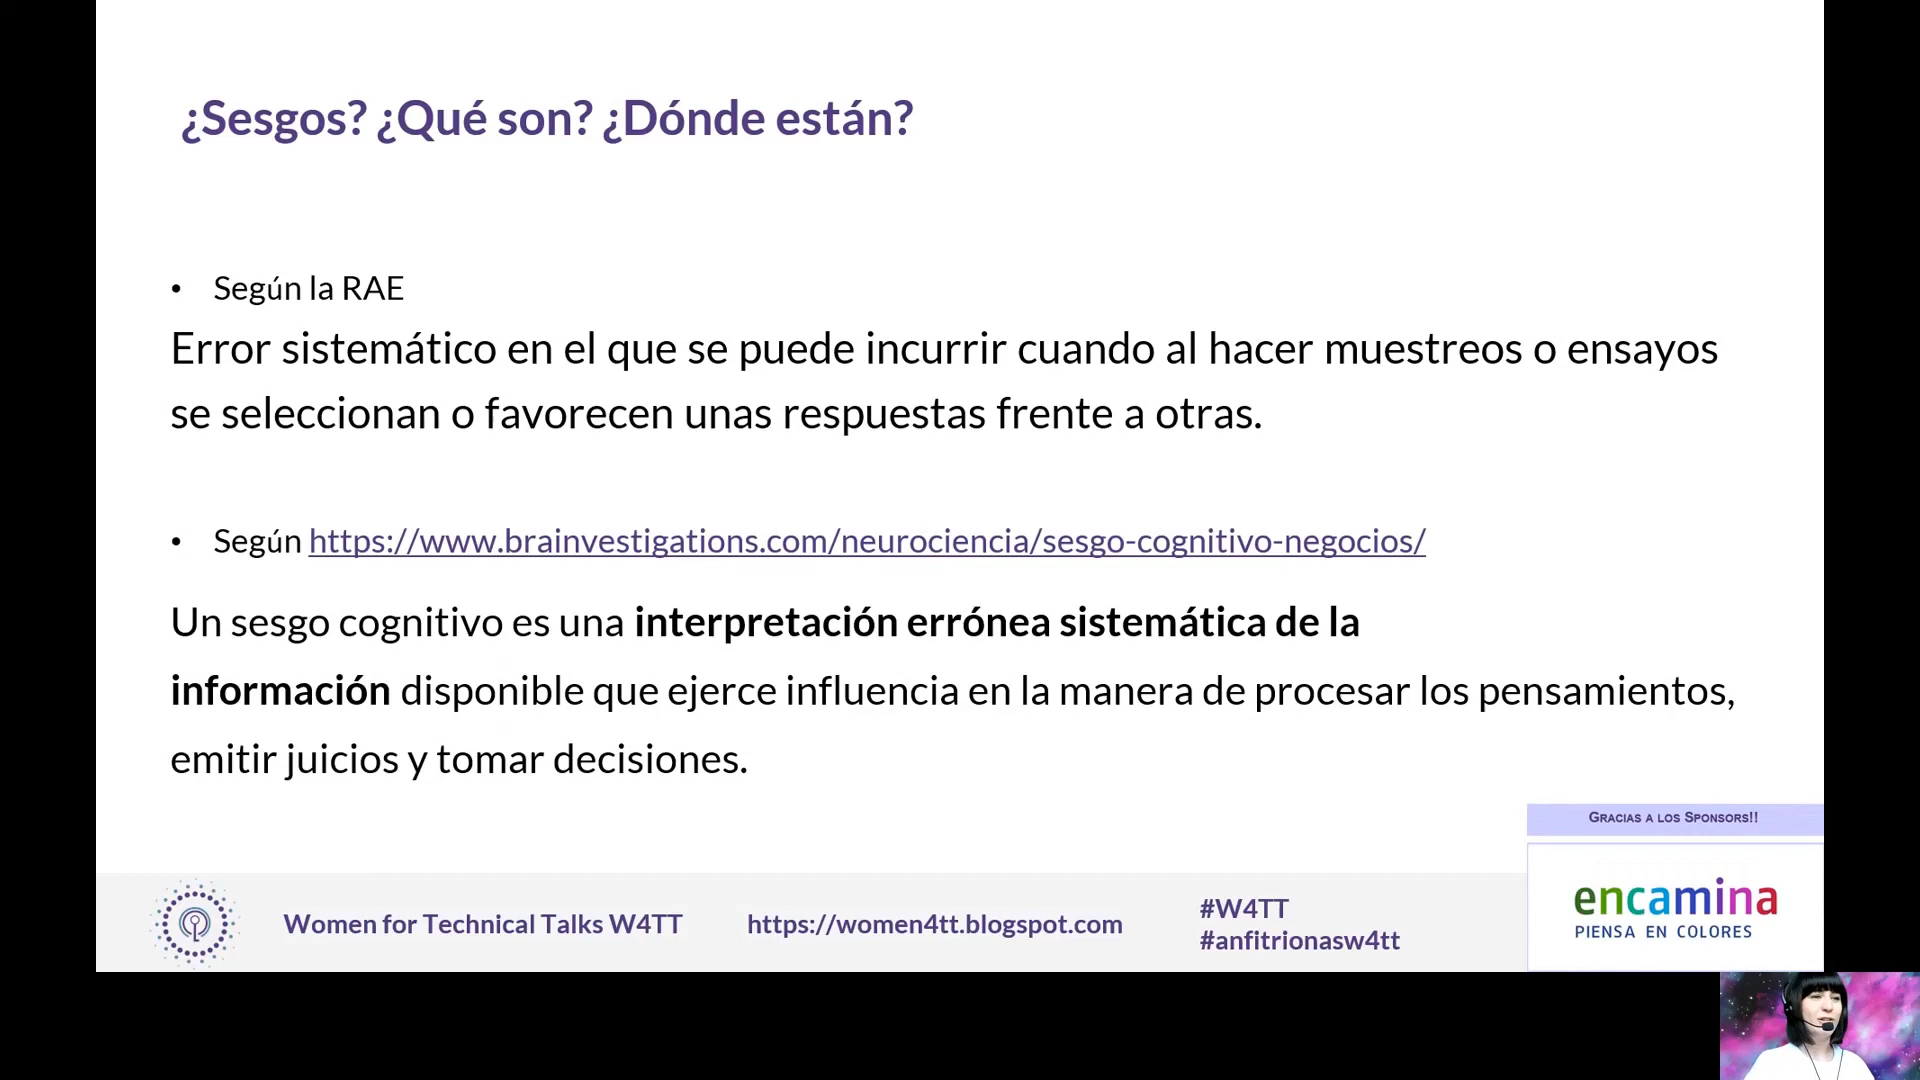 ¿Sesgos? ¿Qué son? ¿Dónde están?
• Según la RAE
Error sistemático en el que se puede incurrir cuando al hacer muestreos o ensayos
se seleccionan o favorecen unas respuestas frente a otras.
• Según https://www.brainvestigations.com/neurociencia/sesgo-cognitivo-negocios/
Un sesgo cognitivo es una interpretación errónea sistemática de la
información disponible que ejerce influencia en la manera de procesar los pensamientos,
emitir juicios y tomar decisiones.
Gracias a los Sponsors!!
encamina
PIENSA EN COLORES
Women for Technical Talks W4TT
https://women4tt.blogspot.com
#W4TT
#anfitrionasw4tt